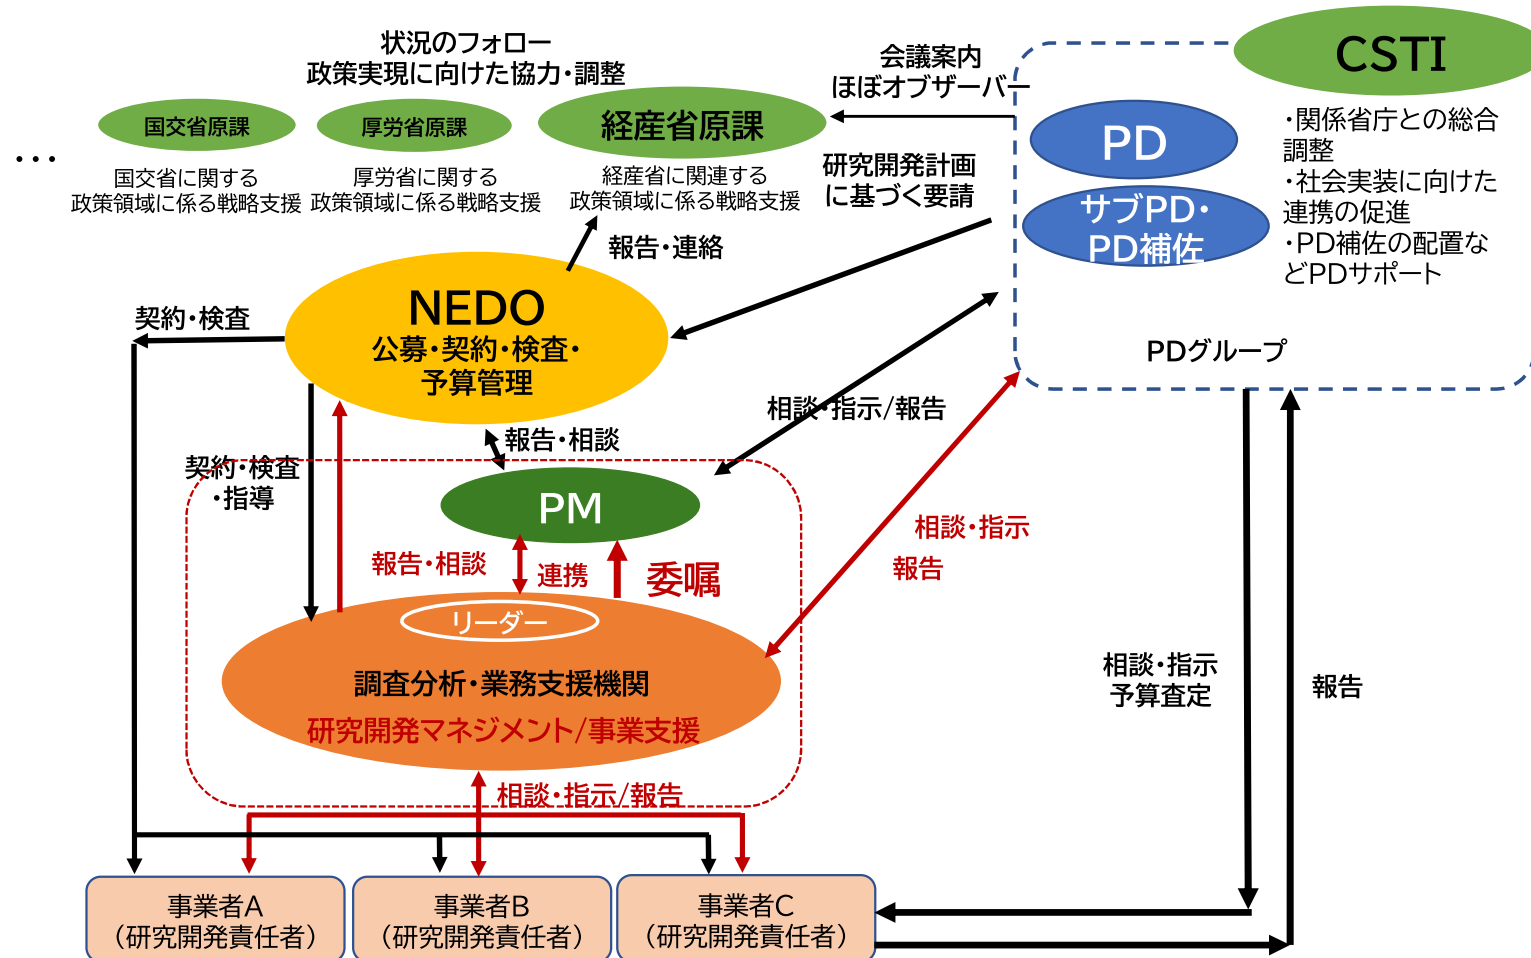 状況のフォロー
政策実現に向けた協力・調整
会議案内
ほぼオブザーバー
CSTI
国交省原課
厚労省原課
経産省原課
…
国交省に関する
政策領域に係る戦略支援
厚労省に関する
政策領域に係る戦略支援
経産省に関連する
政策領域に係る戦略支援
研究開発計画
に基づく要請
PD
サブPD・
PD補佐
・関係省庁との総合
調整
・社会実装に向けた
連携の促進
・PD補佐の配置な
どPDサポート
PDグループ
報告・連絡
契約・検査
NEDO
公募・契約・検査・
予算管理
相談・指示/報告
報告・相談
契約・検査
・指導
PM
相談・指示
報告
報告・相談
連携
委嘱
リーダー
調査分析・業務支援機関
研究開発マネジメント/事業支援
相談・指示
予算査定
報告
相談・指示/報告
事業者A
（研究開発責任者）
事業者B
（研究開発責任者）
事業者C
（研究開発責任者）